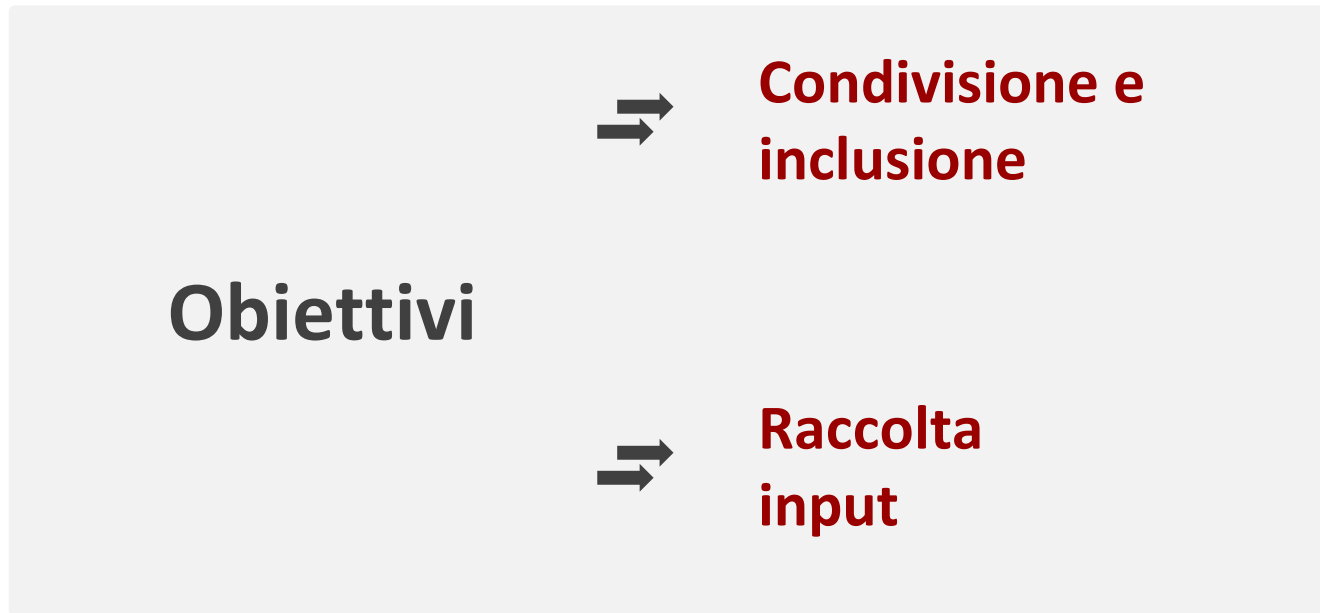 Obiettivi
Condivisione e
inclusione
Raccolta
input